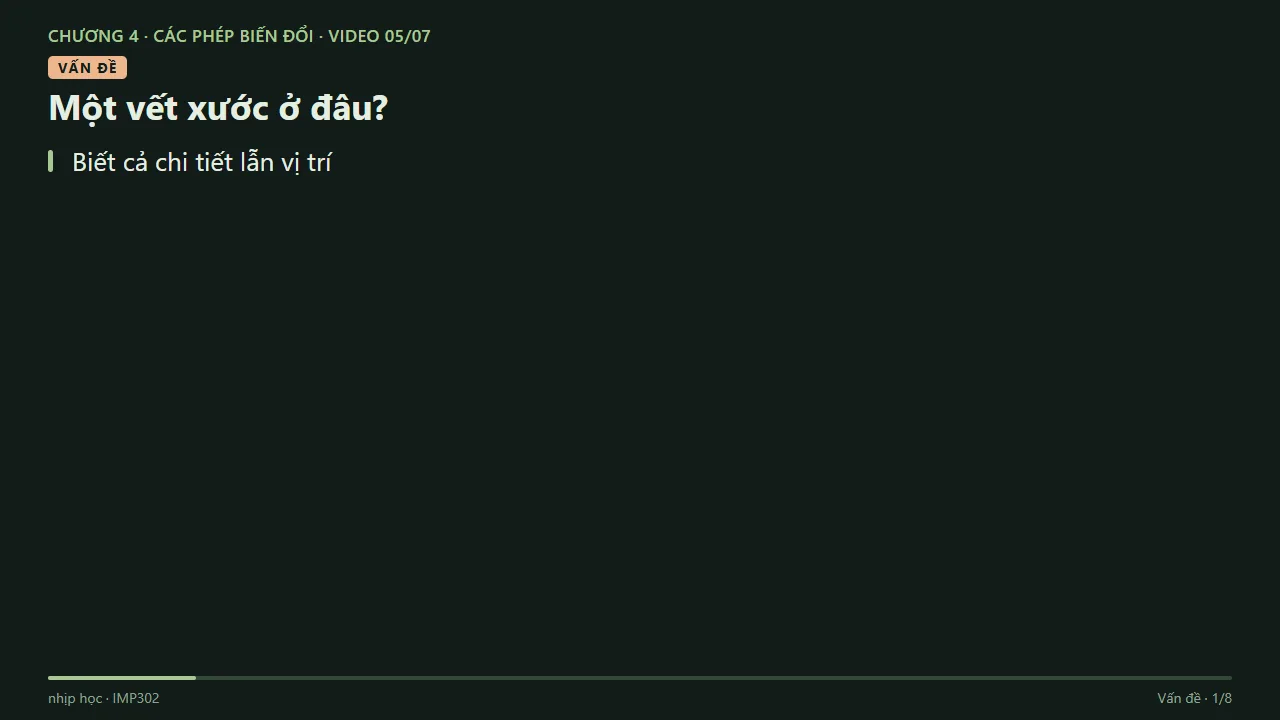 CHƯƠNG 4 · CÁC PHÉP BIẾN ĐỔI · VIDEO 05/07
VẤN ĐỀ
Một vết xước ở đâu?
Biết cả chi tiết lẫn vị trí
nhịp học · IMP302
Vấn đề · 1/8